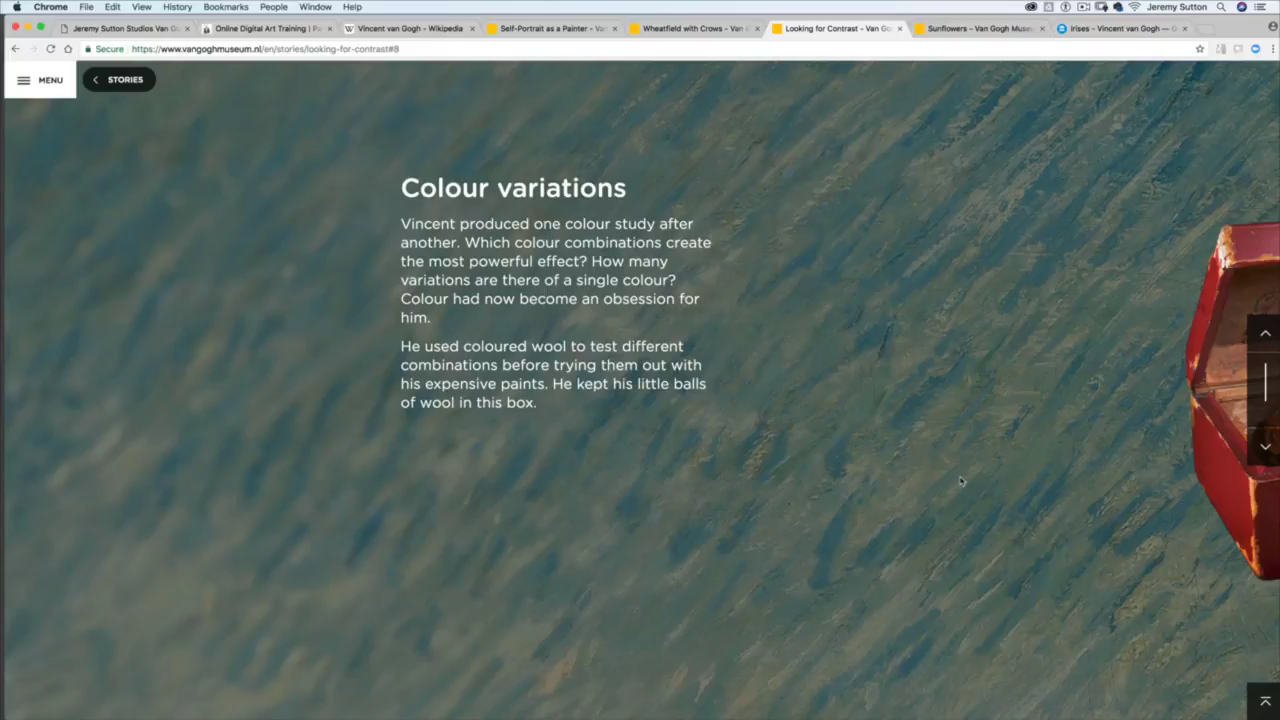 Chrome File Edit View History Bookmarks People Window Help Jeremy Sutton
Jeremy Sutton Studios Van G Online Digital Art Training | Pa Vincent van Gogh - Wikipedia Self-Portrait as a Painter - Van Wheatfield with Crows - Van Looking for Contrast - Van Go Sunflowers - Van Gogh Muse Irises - Vincent van Gogh —
Secure https://www.vangoghmuseum.nl/en/stories/looking-for-contrast#8
MENU STORIES
Colour variations
Vincent produced one colour study after
another. Which colour combinations create
the most powerful effect? How many
variations are there of a single colour?
Colour had now become an obsession for
him.
He used coloured wool to test different
combinations before trying them out with
his expensive paints. He kept his little balls
of wool in this box.